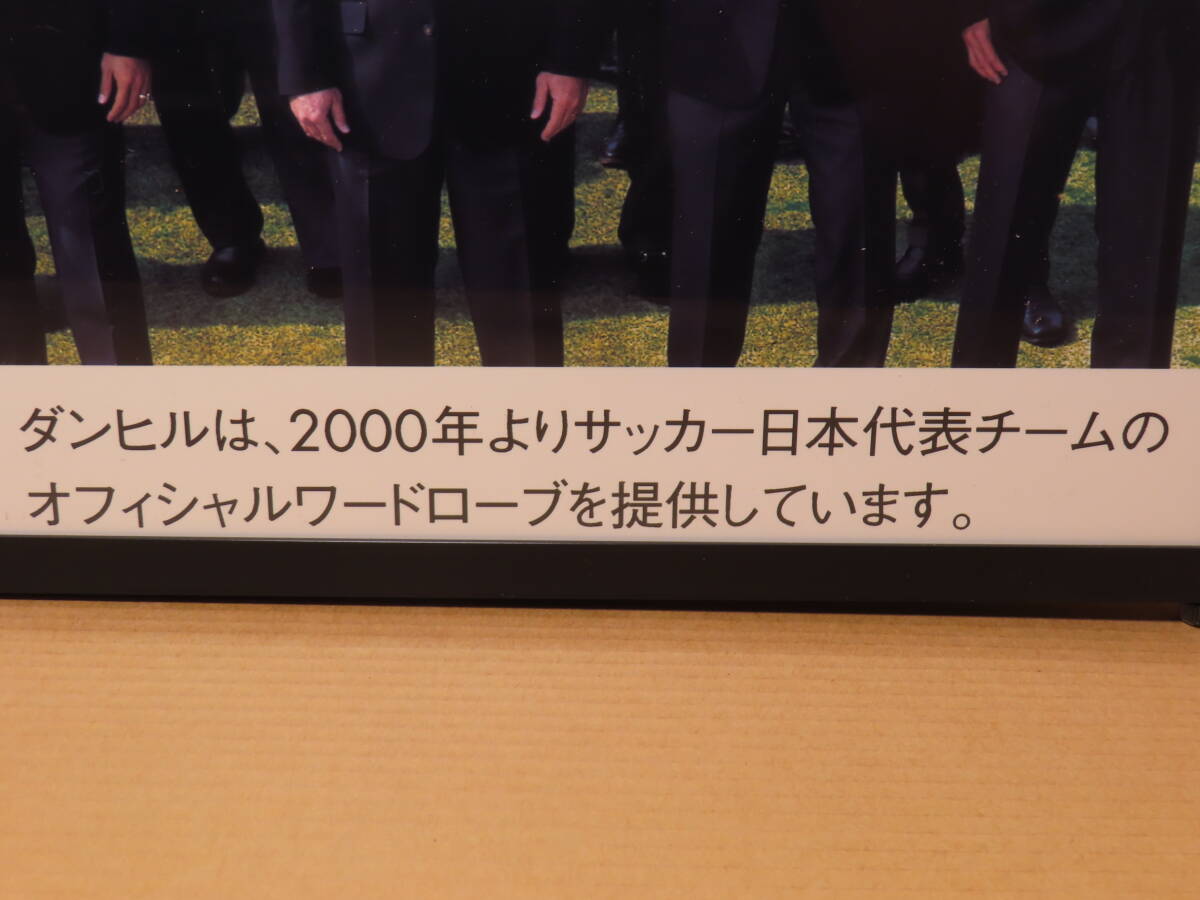 ダンヒルは、2000年よりサッカー日本代表チームの
オフィシャルワードローブを提供しています。